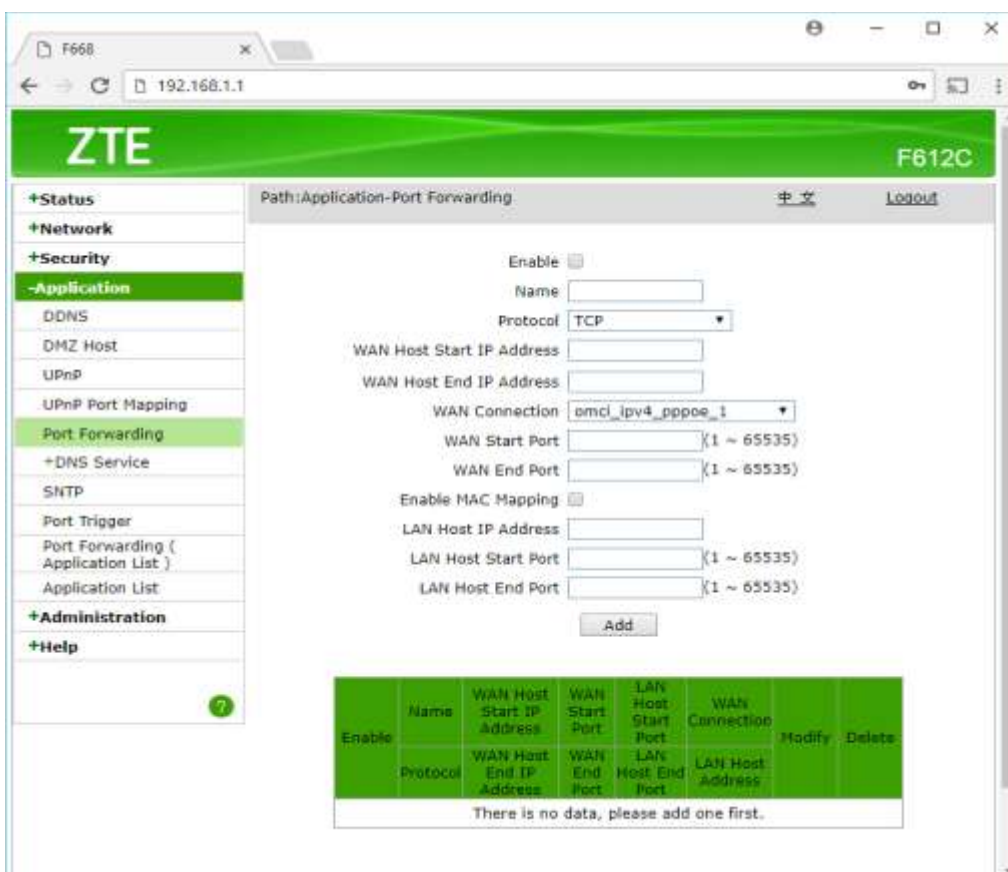 F668
192.168.1.1
ZTE
F612C
+Status
Path:Application-Port Forwarding 中文 Logout
+Network
+Security
-Application
DDNS
DMZ Host
UPnP
UPnP Port Mapping
Port Forwarding
+DNS Service
SNTP
Port Trigger
Port Forwarding (
Application List )
Application List
+Administration
+Help
?
Enable
Name
Protocol TCP
WAN Host Start IP Address
WAN Host End IP Address
WAN Connection omci_ipv4_pppoe_1
WAN Start Port (1 ~ 65535)
WAN End Port (1 ~ 65535)
Enable MAC Mapping
LAN Host IP Address
LAN Host Start Port (1 ~ 65535)
LAN Host End Port (1 ~ 65535)
Add
Enable
Name
Protocol
WAN Host
Start IP
Address
WAN Host
End IP
Address
WAN
Start
Port
WAN
End
Port
LAN
Host
Start
Port
LAN
Host End
Port
WAN
Connection
LAN Host
Address
Modify
Delete
There is no data, please add one first.